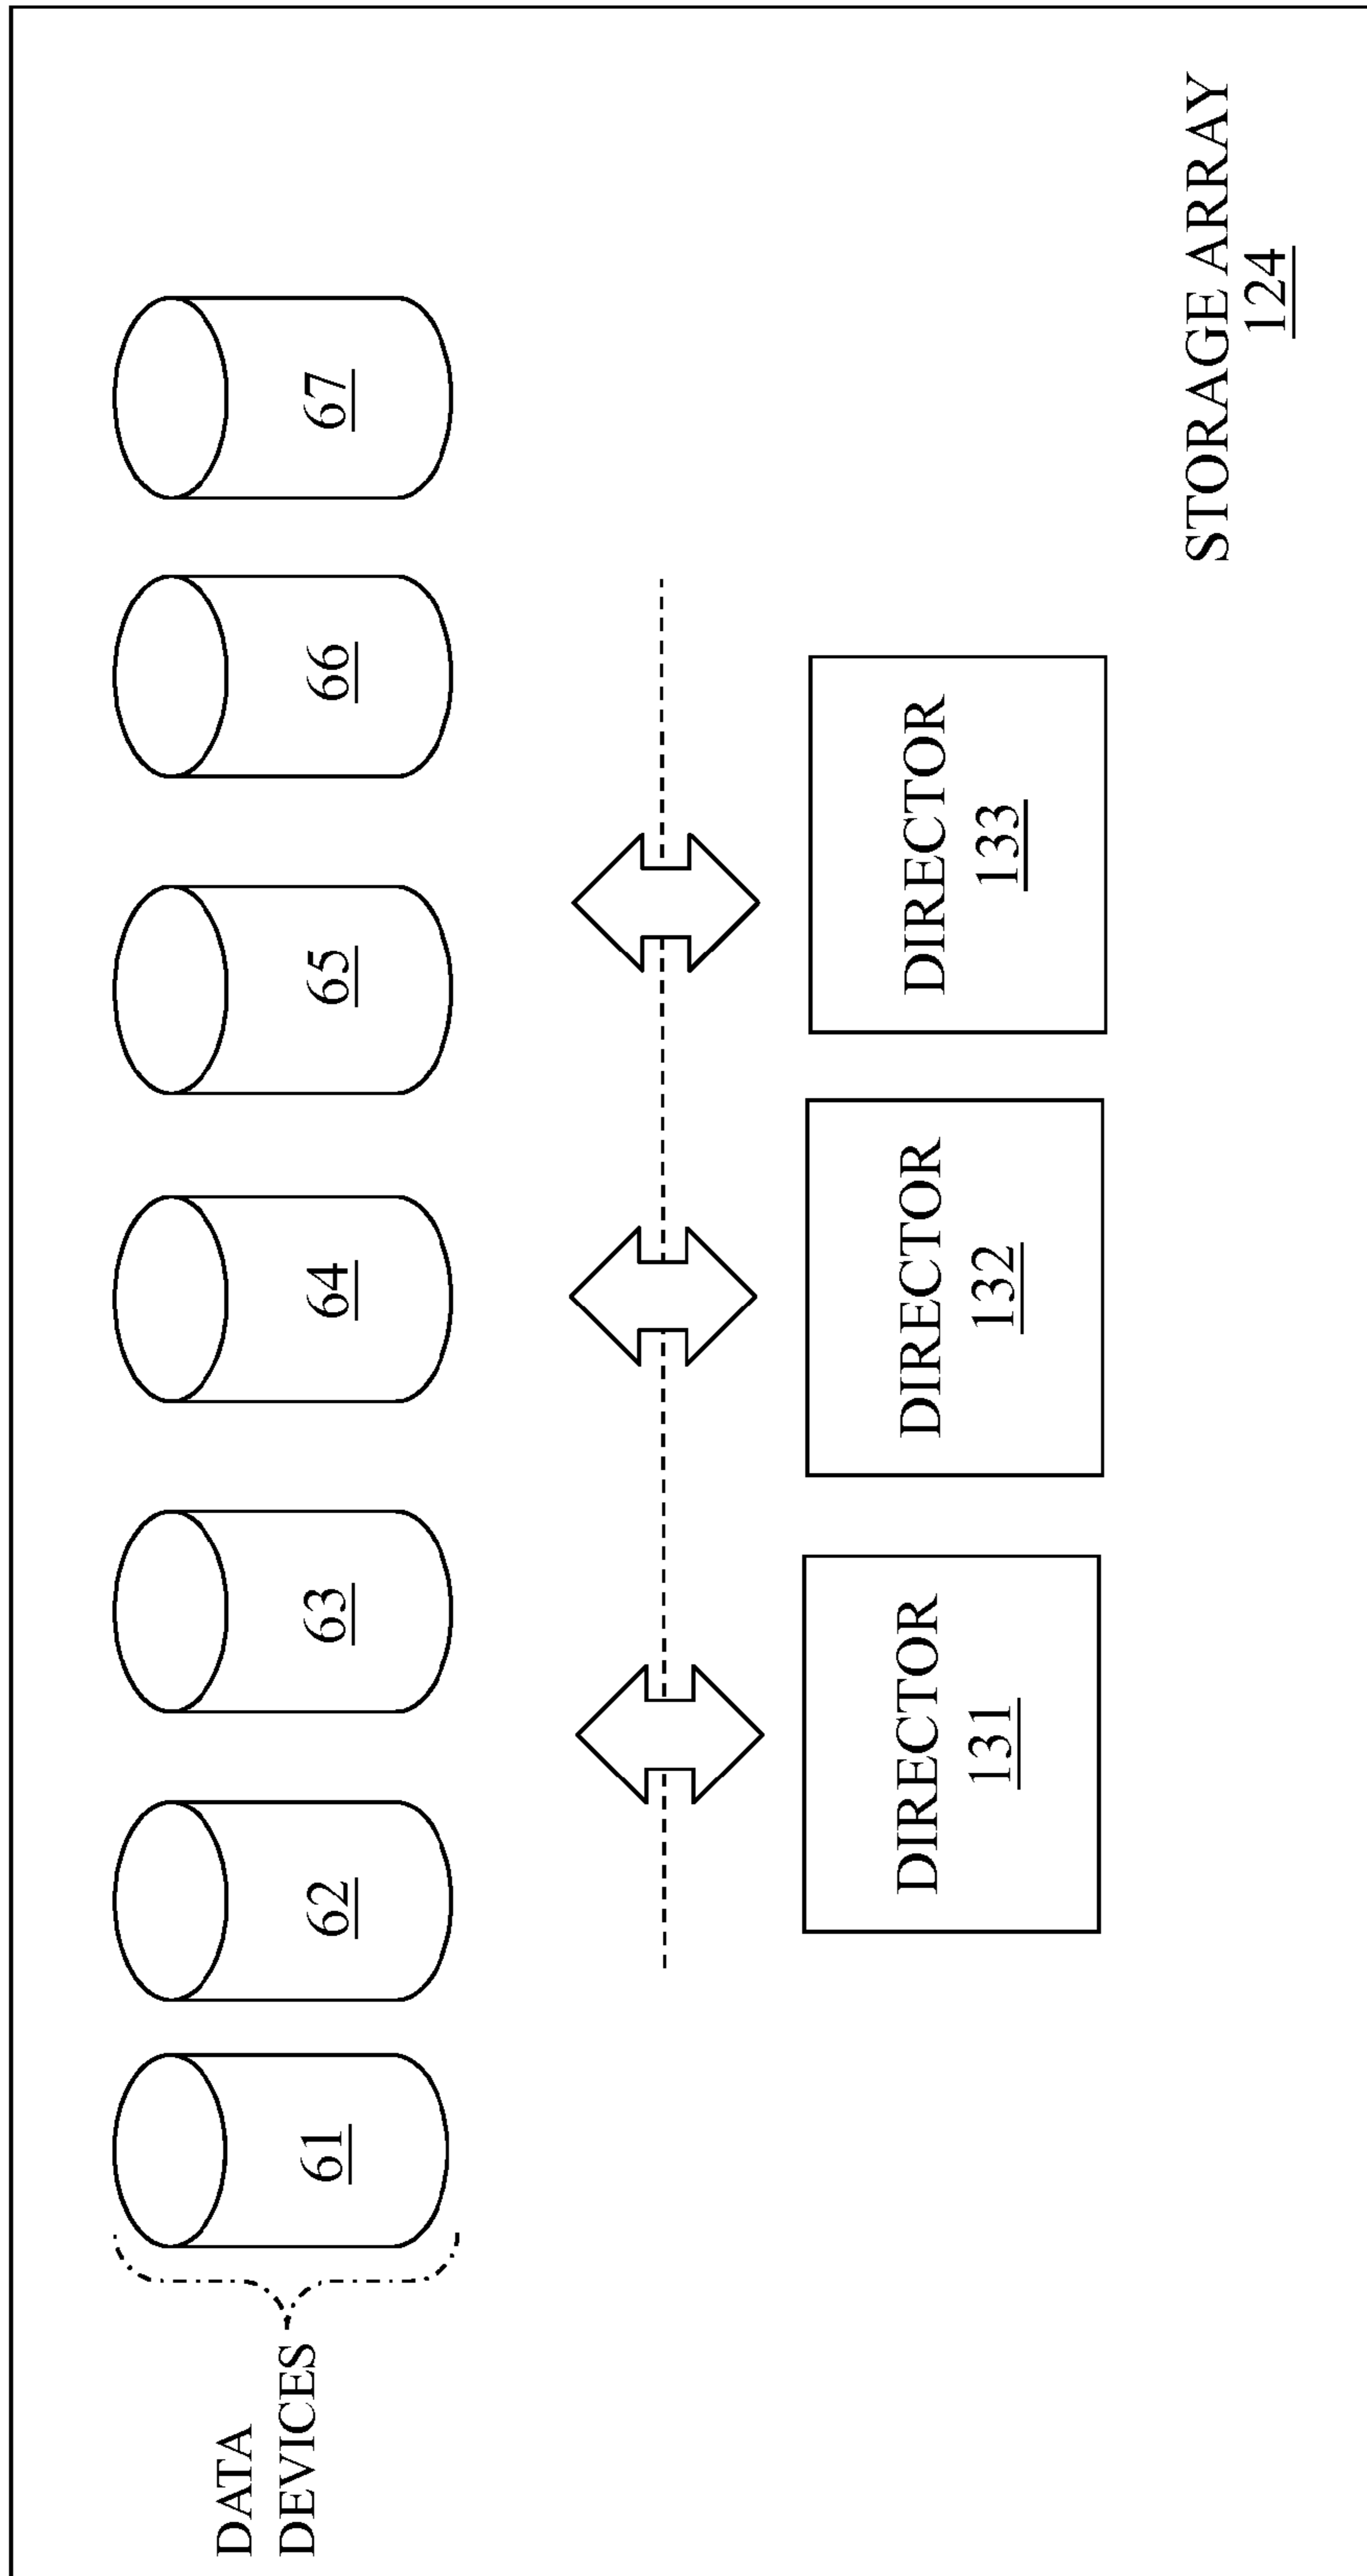 DATA
DEVICES
61
62
63
64
65
66
67
DIRECTOR
131
DIRECTOR
132
DIRECTOR
133
STORAGE ARRAY
124